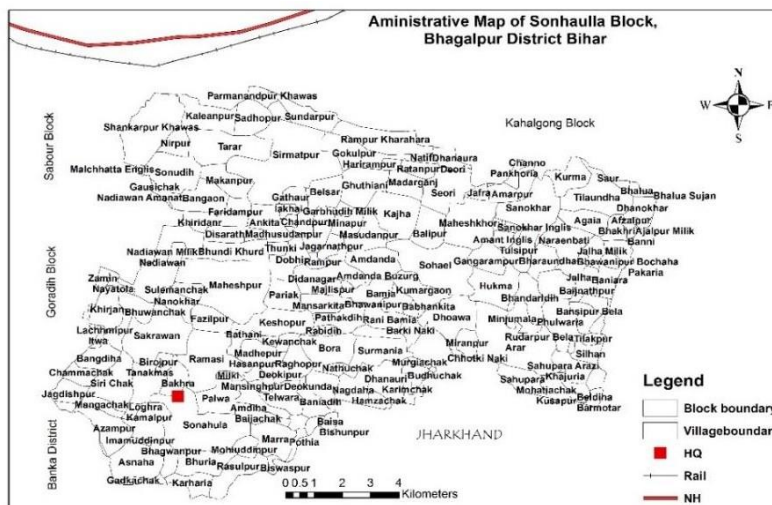 Aministrative Map of Sonhaulla Block,
Bhagalpur District Bihar
N
W
E
S
Sabour Block
Kahalgong Block
Goradih Block
Banka District
JHARKHAND
Parmanandpur Khawas
Kaleanpur
Sadhopur
Sundarpur
Shankarpur Khawas
Nirpur
Tarar
Sirmatpur
Rampur Kharahara
Gokulpur
Harirampur
Ratanpur
Deori
Channo
Pankhoria
Kurma
Saur
Malchhatta Englis
Sonudih
Makanpur
Ghuthiani
Madarganj
Seori
Jafra
Amarpur
Tilaundha
Bhalua
Bhalua Sujan
Gausichak
Nadiawan Amanat
Bangaon
Gathaur
Belsar
Kajha
Maheshkhor
Sanokhar
Dhanokhar
Faridampur
Garbhudih Milik
Agaia
Afzalpur
Ankita
Chandpur
Minapur
Balipur
Sanokhar Inglis
Bhakhri
Ajaipur Milik
Disarath
Madhusudanpur
Masudanpur
Amant Inglis
Naraenbati
Banni
Nadiawan Milik
Bhundi Khurd
Thunki
Jagarnathpur
Tulsipur
Jalha Milik
Nadiawan
Dobhi
Rampur
Amdanda
Sohael
Gangarampur
Bharaundha
Bhawanipur
Bochaha
Pakaria
Zamin
Nayatola
Sulemanchak
Maheshpur
Didanagar
Amdanda Buzurg
Hukma
Jalha
Baniara
Nanokhar
Pariak
Majlispur
Bamia
Kumargaon
Bhandaridih
Baijnathpur
Khirjan
Bhuwanchak
Fazilpur
Mansarkita
Bhawanipur
Babhankita
Bansipur Bela
Lachhmipur
Itwa
Sakrawan
Keshopur
Pathakdih
Rani Bamia
Dhoawa
Minjumala
Phulwaria
Bathani
Rabidin
Barki Naki
Rudarpur Bela
Tilakpur
Bangdiha
Birojpur
Ramasi
Madhepur
Kewanchak
Bora
Surmania
Miranpur
Arar
Silhan
Chammachak
Tanakmas
Hasanpur
Raghopur
Nathuchak
Murgiachak
Chhotki Naki
Sahupara Arazi
Siri Chak
Bakhra
Milki
Deokipur
Dhanauri
Budhuchak
Sahupara
Khajuria
Jagdishpur
Mansinghpur
Deokunda
Nagdaha
Karimchak
Mohatiachak
Mangachak
Loghra
Palwa
Telwara
Baniadih
Hamzachak
Kusapur
Beldiha
Kamalpur
Amdiha
Barmotar
Azampur
Sonahula
Baijachak
Baisa
Imamuddinpur
Marra
Pothia
Bishunpur
Bhagwanpur
Mohiuddinpur
Asnaha
Bhuria
Rasulpur
Biswaspur
Gadkachak
Karharia
0 0.5 1 2 3 4
Kilometers
Legend
Block boundary
Villageboundary
HQ
Rail
NH